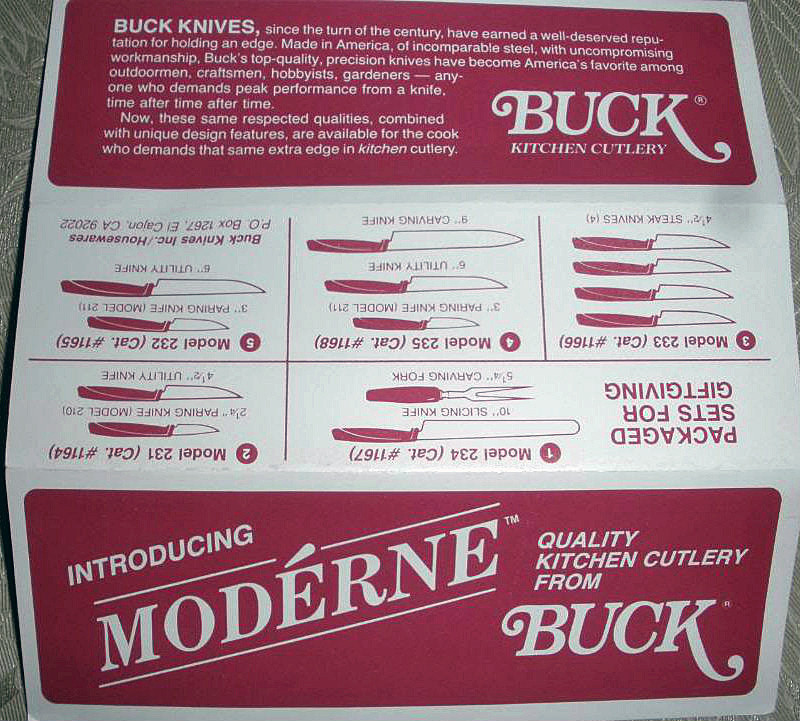 BUCK KNIVES, since the turn of the century, have earned a well-deserved repu-
tation for holding an edge. Made in America, of incomparable steel, with uncompromising
workmanship, Buck's top-quality, precision knives have become America's favorite among
outdoormen, craftsmen, hobbyists, gardeners — any-
one who demands peak performance from a knife,
time after time after time.
Now, these same respected qualities, combined
with unique design features, are available for the cook
who demands that same extra edge in kitchen cutlery.
BUCK®
KITCHEN CUTLERY
PACKAGED
SETS FOR
GIFTGIVING
1 Model 234 (Cat. #1167)
10" SLICING KNIFE
5¼" CARVING FORK
2 Model 231 (Cat. #1164)
2¼" PARING KNIFE (MODEL 210)
4½" UTILITY KNIFE
3 Model 233 (Cat. #1166)
4½" STEAK KNIVES (4)
4 Model 235 (Cat. #1168)
3" PARING KNIFE (MODEL 211)
6" UTILITY KNIFE
9" CARVING KNIFE
5 Model 232 (Cat. #1165)
3" PARING KNIFE (MODEL 211)
6" UTILITY KNIFE
Buck Knives Inc./Housewares
P.O. Box 1267, El Cajon, CA 92022
INTRODUCING
MODÉRNE™
QUALITY
KITCHEN CUTLERY
FROM
BUCK®